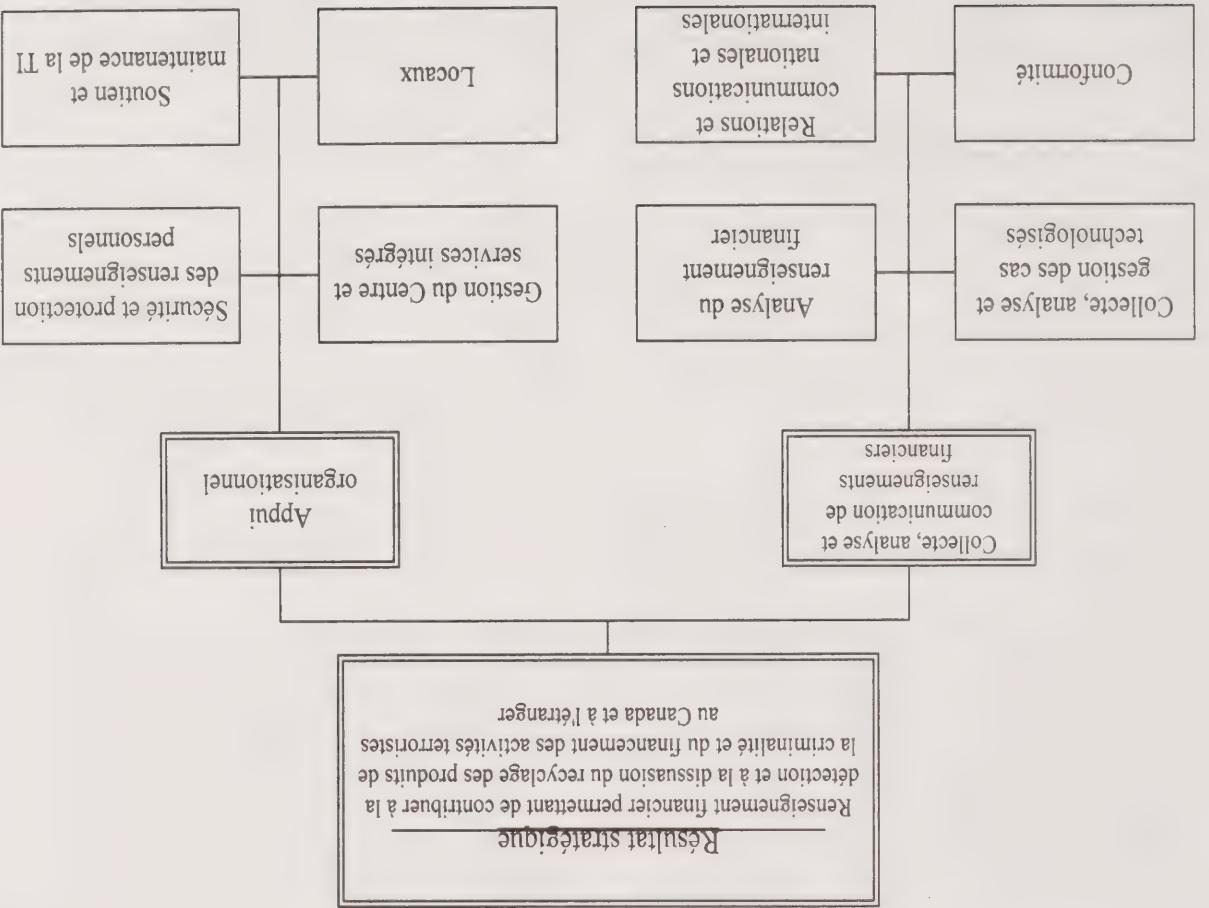 Résultat stratégique
Renseignement financier permettant de contribuer à la
détection et à la dissuasion du recyclage des produits de
la criminalité et du financement des activités terroristes
au Canada et à l'étranger
Collecte, analyse et
communication de
renseignements
financiers
Appui
organisationnel
Collecte, analyse et
gestion des cas
technologisés
Analyse du
renseignement
financier
Gestion du Centre et
services intégrés
Sécurité et protection
des renseignements
personnels
Conformité
Relations et
communications
nationales et
internationales
Locaux
Soutien et
maintenance de la TI